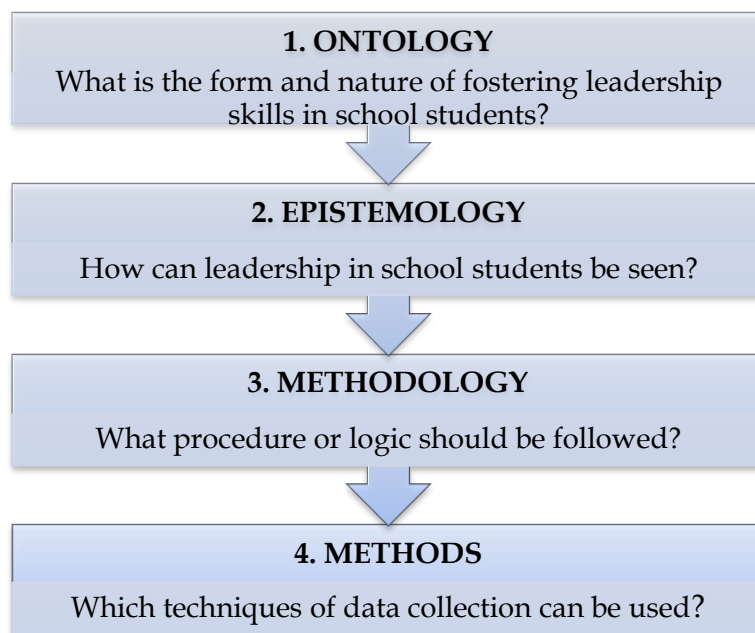 1. ONTOLOGY
What is the form and nature of fostering leadership
skills in school students?
2. EPISTEMOLOGY
How can leadership in school students be seen?
3. METHODOLOGY
What procedure or logic should be followed?
4. METHODS
Which techniques of data collection can be used?